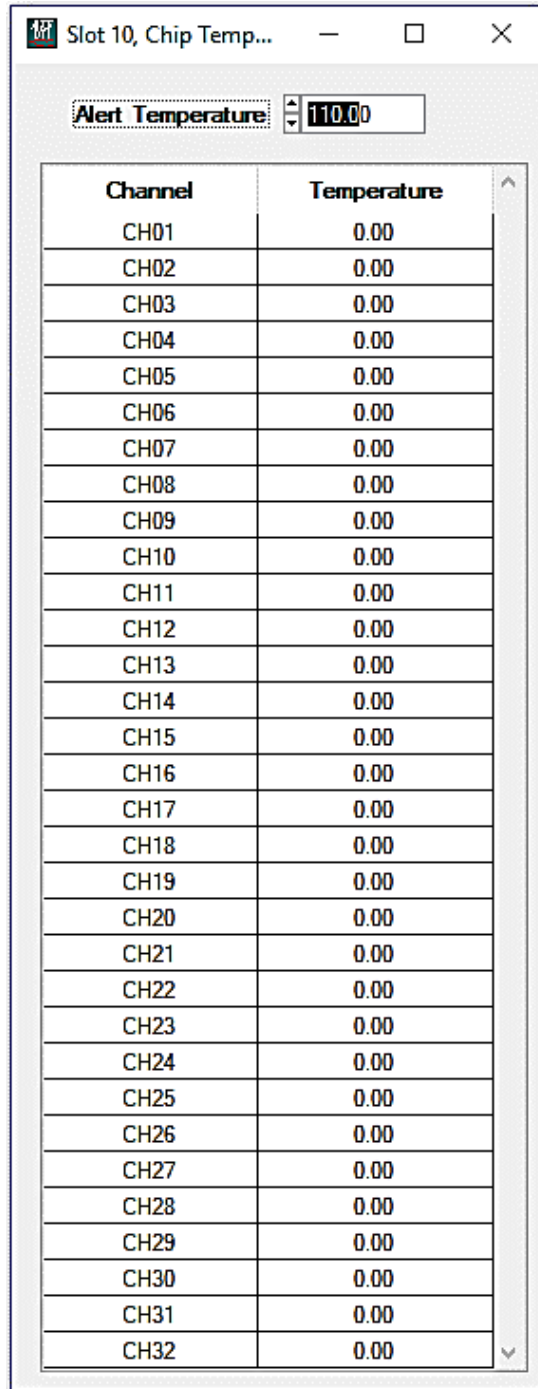 Slot 10, Chip Temp...
Alert Temperature 110.00
Channel Temperature
CH01 0.00
CH02 0.00
CH03 0.00
CH04 0.00
CH05 0.00
CH06 0.00
CH07 0.00
CH08 0.00
CH09 0.00
CH10 0.00
CH11 0.00
CH12 0.00
CH13 0.00
CH14 0.00
CH15 0.00
CH16 0.00
CH17 0.00
CH18 0.00
CH19 0.00
CH20 0.00
CH21 0.00
CH22 0.00
CH23 0.00
CH24 0.00
CH25 0.00
CH26 0.00
CH27 0.00
CH28 0.00
CH29 0.00
CH30 0.00
CH31 0.00
CH32 0.00